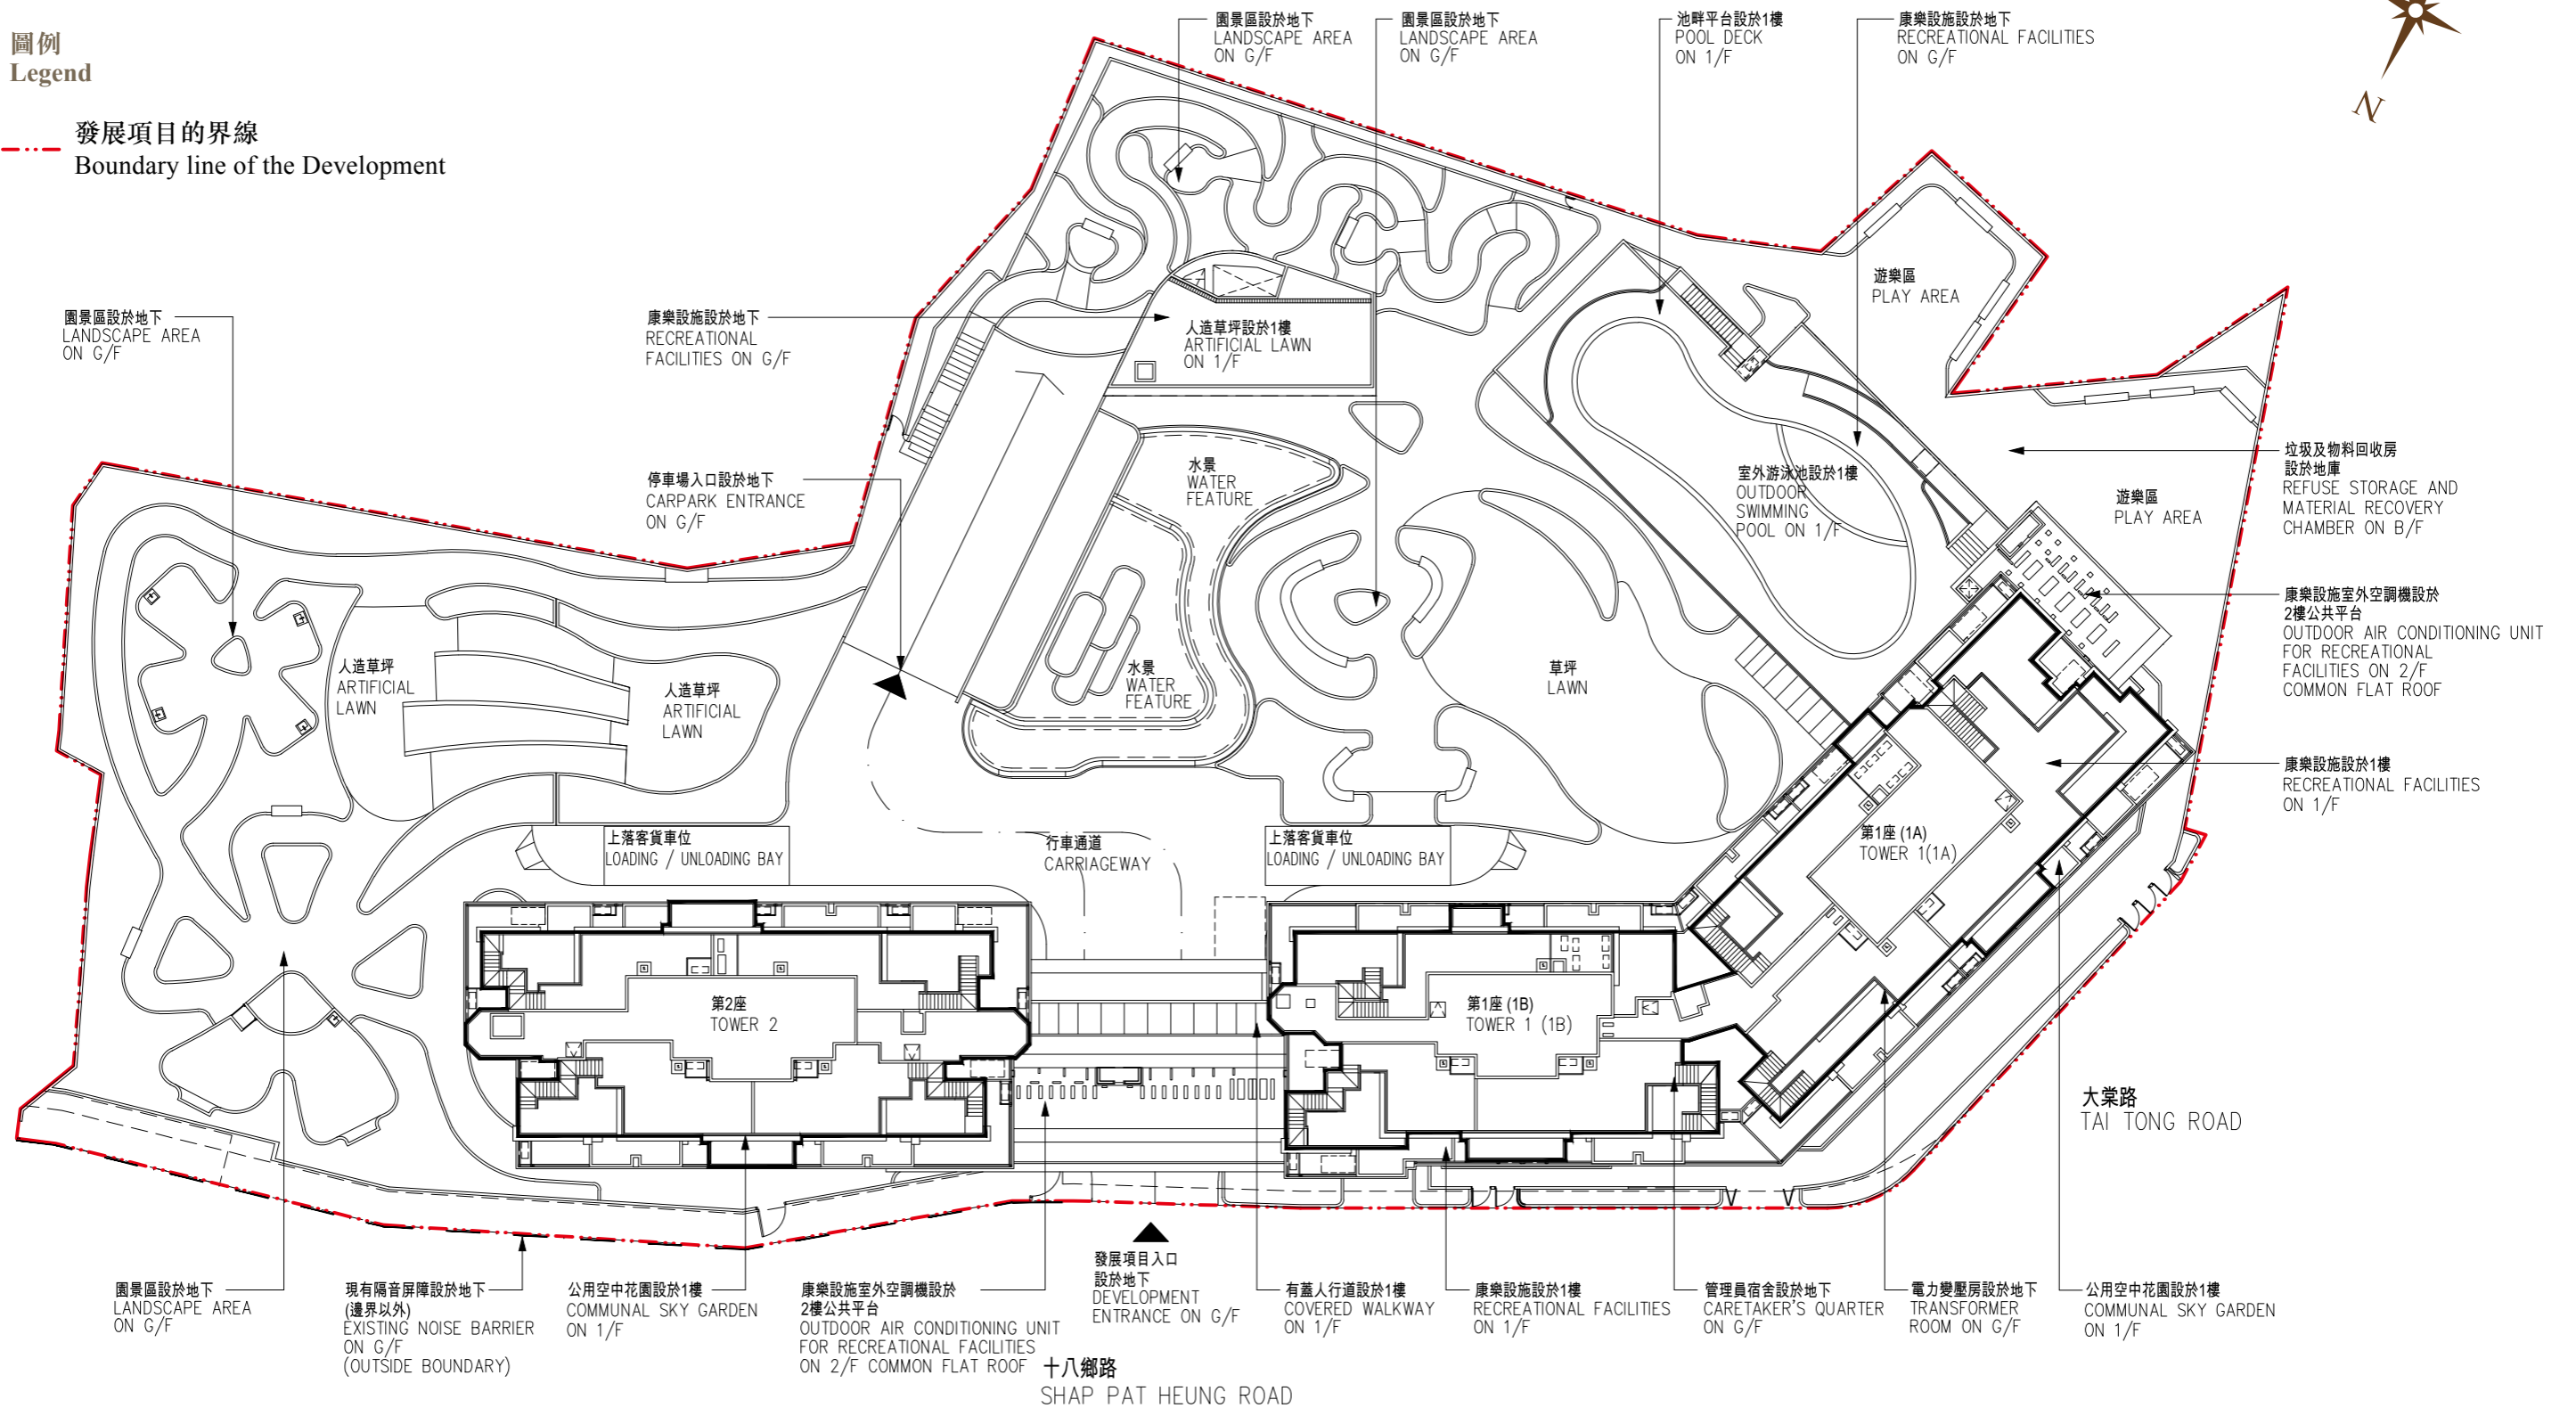 圖例
Legend
發展項目的界線
Boundary line of the Development
N
園景區設於地下
LANDSCAPE AREA
ON G/F
園景區設於地下
LANDSCAPE AREA
ON G/F
池畔平台設於1樓
POOL DECK
ON 1/F
康樂設施設於地下
RECREATIONAL FACILITIES
ON G/F
園景區設於地下
LANDSCAPE AREA
ON G/F
康樂設施設於地下
RECREATIONAL
FACILITIES ON G/F
人造草坪設於1樓
ARTIFICIAL LAWN
ON 1/F
遊樂區
PLAY AREA
停車場入口設於地下
CARPARK ENTRANCE
ON G/F
水景
WATER
FEATURE
室外游泳池設於1樓
OUTDOOR
SWIMMING
POOL ON 1/F
遊樂區
PLAY AREA
垃圾及物料回收房
設於地庫
REFUSE STORAGE AND
MATERIAL RECOVERY
CHAMBER ON B/F
康樂設施室外空調機設於
2樓公共平台
OUTDOOR AIR CONDITIONING UNIT
FOR RECREATIONAL
FACILITIES ON 2/F
COMMON FLAT ROOF
人造草坪
ARTIFICIAL
LAWN
人造草坪
ARTIFICIAL
LAWN
水景
WATER
FEATURE
草坪
LAWN
康樂設施設於1樓
RECREATIONAL FACILITIES
ON 1/F
上落客貨車位
LOADING / UNLOADING BAY
行車通道
CARRIAGEWAY
上落客貨車位
LOADING / UNLOADING BAY
第1座 (1A)
TOWER 1(1A)
第2座
TOWER 2
第1座 (1B)
TOWER 1 (1B)
大棠路
TAI TONG ROAD
園景區設於地下
LANDSCAPE AREA
ON G/F
現有隔音屏障設於地下
(邊界以外)
EXISTING NOISE BARRIER
ON G/F
(OUTSIDE BOUNDARY)
公用空中花園設於1樓
COMMUNAL SKY GARDEN
ON 1/F
康樂設施室外空調機設於
2樓公共平台
OUTDOOR AIR CONDITIONING UNIT
FOR RECREATIONAL FACILITIES
ON 2/F COMMON FLAT ROOF
發展項目入口
設於地下
DEVELOPMENT
ENTRANCE ON G/F
有蓋人行道設於1樓
COVERED WALKWAY
ON 1/F
康樂設施設於1樓
RECREATIONAL FACILITIES
ON 1/F
管理員宿舍設於地下
CARETAKER'S QUARTER
ON G/F
電力變壓房設於地下
TRANSFORMER
ROOM ON G/F
公用空中花園設於1樓
COMMUNAL SKY GARDEN
ON 1/F
十八鄉路
SHAP PAT HEUNG ROAD